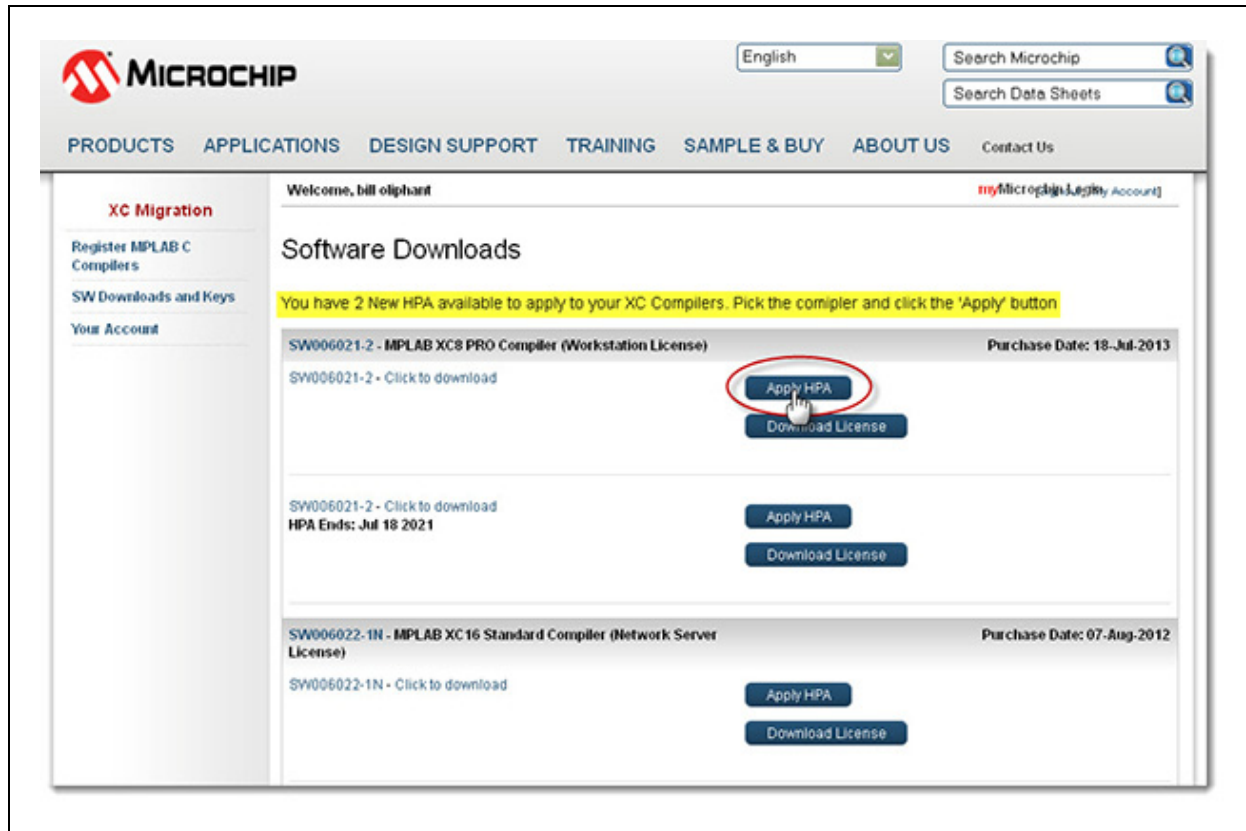 MICROCHIP
English
Search Microchip
Search Data Sheets
PRODUCTS APPLICATIONS DESIGN SUPPORT TRAINING SAMPLE & BUY ABOUT US Contact Us
XC Migration
Register MPLAB C
Compilers
SW Downloads and Keys
Your Account
Welcome, bill oliphant
myMicrochip Login Account]
Software Downloads
You have 2 New HPA available to apply to your XC Compilers. Pick the comipler and click the 'Apply' button
SW006021-2 - MPLAB XC8 PRO Compiler (Workstation License) Purchase Date: 18-Jul-2013
SW006021-2 - Click to download
Apply HPA
Download License
SW006021-2 - Click to download
HPA Ends: Jul 18 2021
Apply HPA
Download License
SW006022-1N - MPLAB XC16 Standard Compiler (Network Server
License)
Purchase Date: 07-Aug-2012
SW006022-1N - Click to download
Apply HPA
Download License